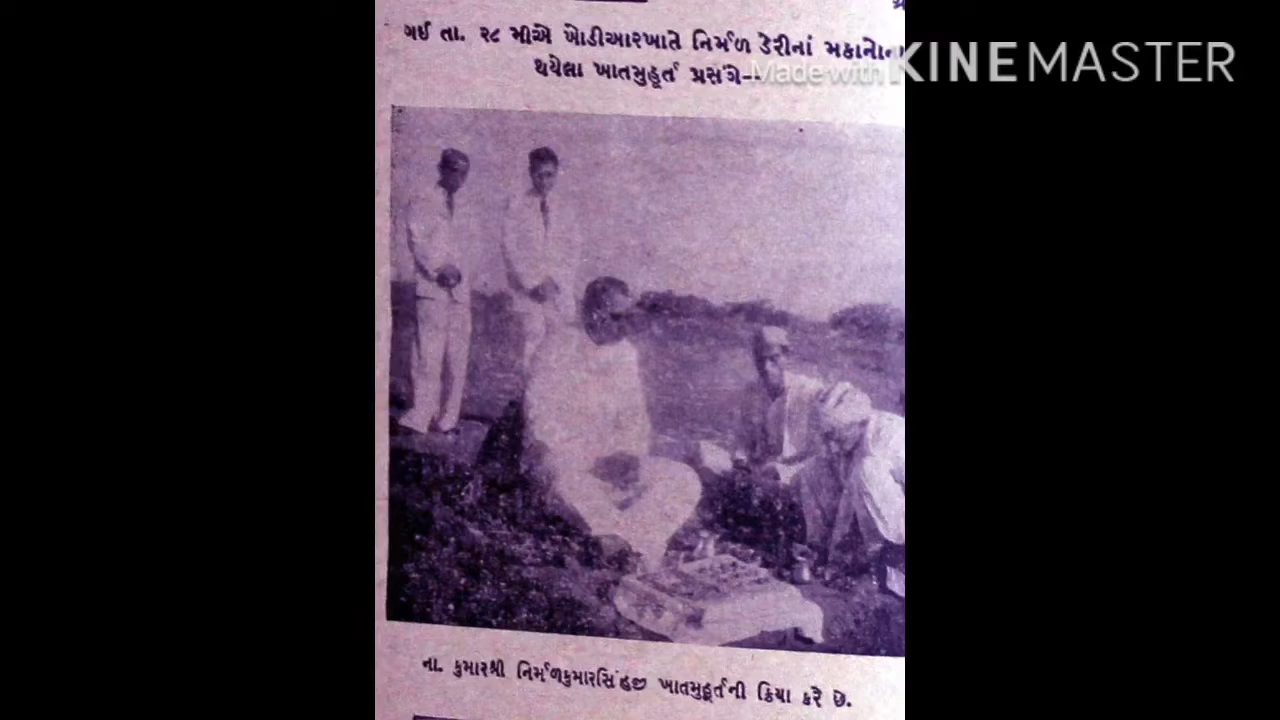 ગઈ તા. ૨૮ મીએ ખોડીઆરખાતે નિર્મળ ડેરીનાં મકાનોના
થયેલા ખાતમુહૂર્ત પ્રસંગે--
Made with KINEMASTER
ના. કુમારશ્રી નિર્મળકુમારસિંહજી ખાતમુહૂર્તની ક્રિયા કરે છે.